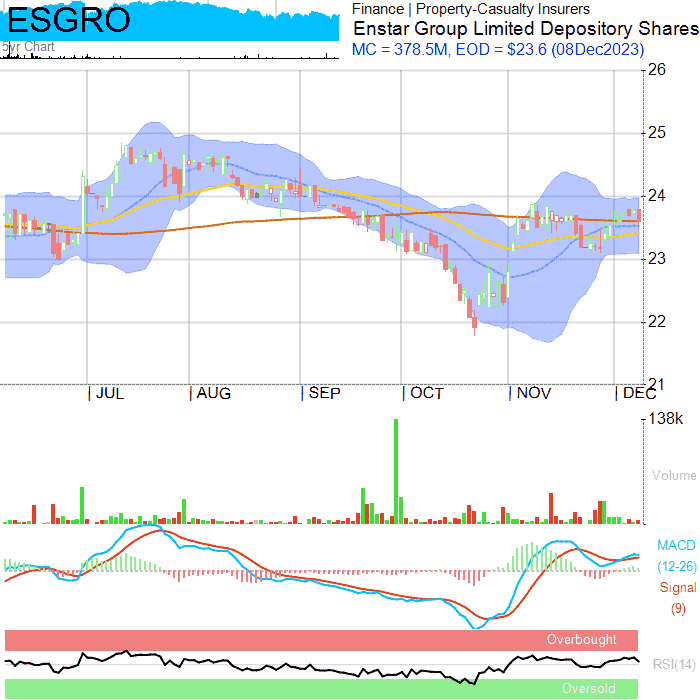 ESGRO
5yr Chart
Finance | Property-Casualty Insurers
Enstar Group Limited Depository Shares
MC = 378.5M, EOD = $23.6 (08Dec2023)
26
25
24
23
22
21
JUL AUG SEP OCT NOV DEC
138k
Volume
MACD
(12-26)
Signal
(9)
Overbought
RSI(14)
Oversold